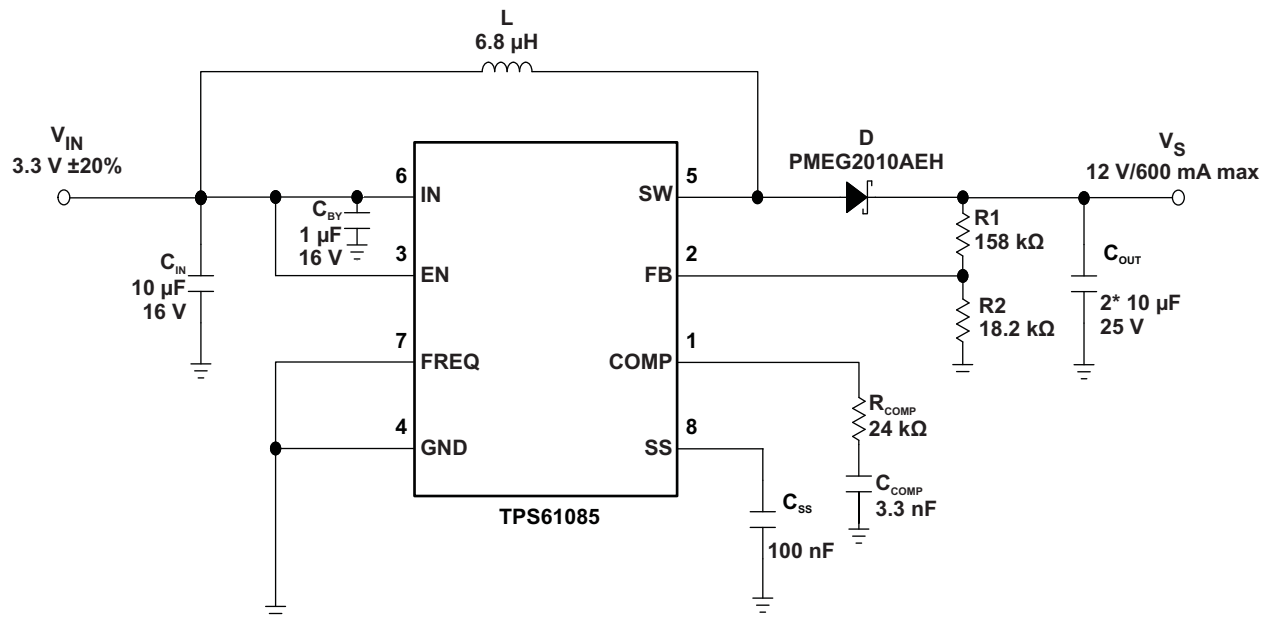 L
6.8 µH
V_IN
3.3 V ±20%
D
PMEG2010AEH
V_S
12 V/600 mA max
6
IN
SW
5
C_BY
1 µF
16 V
R1
158 kΩ
C_IN
10 µF
16 V
3
EN
FB
2
C_OUT
2* 10 µF
25 V
R2
18.2 kΩ
7
FREQ
COMP
1
R_COMP
24 kΩ
4
GND
SS
8
C_COMP
3.3 nF
C_SS
100 nF
TPS61085